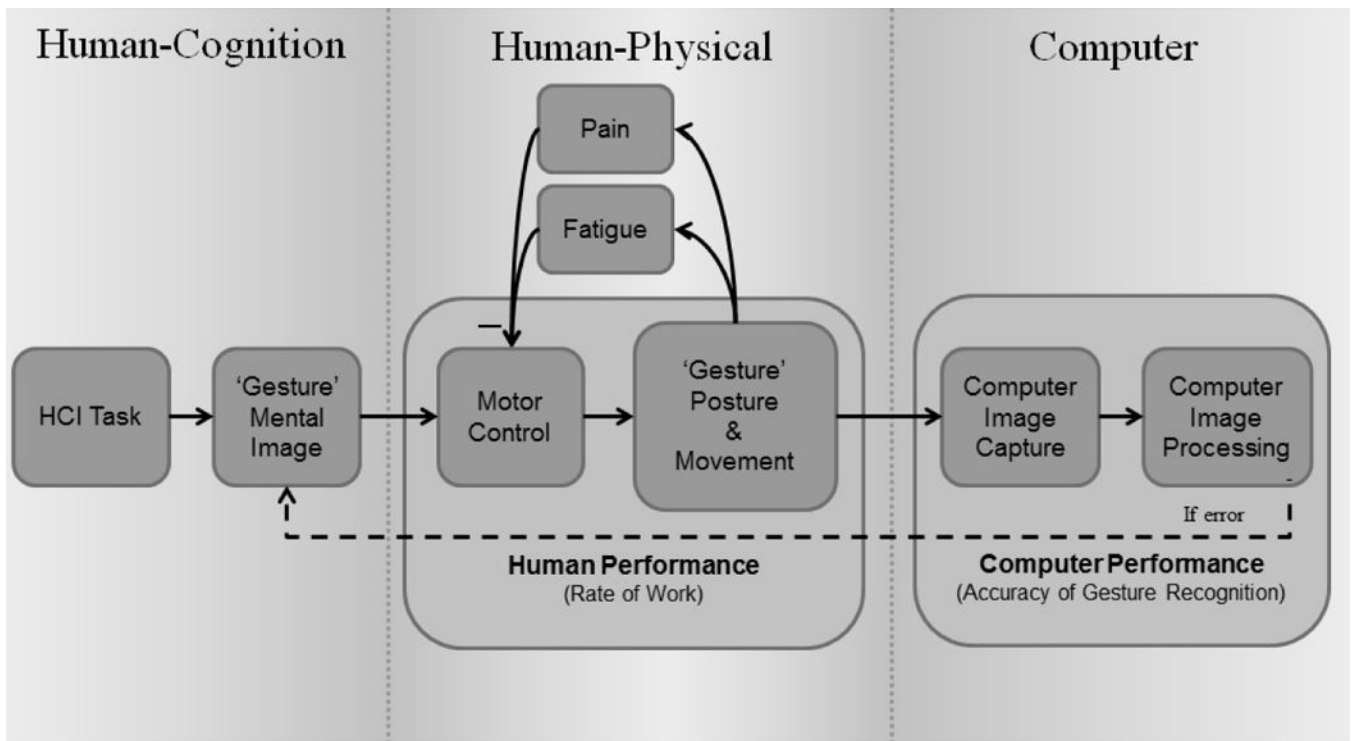 Human-Cognition
Human-Physical
Computer
Pain
Fatigue
—
HCI Task
‘Gesture’
Mental
Image
Motor
Control
‘Gesture’
Posture
&
Movement
Computer
Image
Capture
Computer
Image
Processing
-
If error
Human Performance
(Rate of Work)
Computer Performance
(Accuracy of Gesture Recognition)